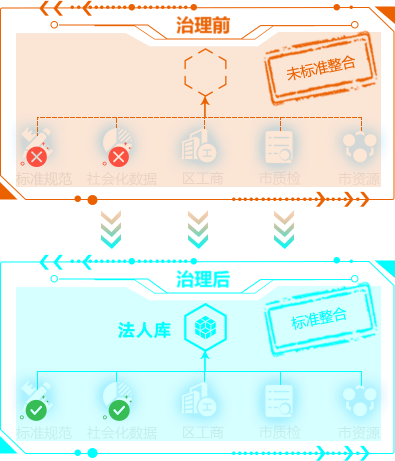 治理前
未标准整合
标准规范 社会化数据 区工商 市质检 市资源
治理后
标准整合
法人库
标准规范 社会化数据 区工商 市质检 市资源